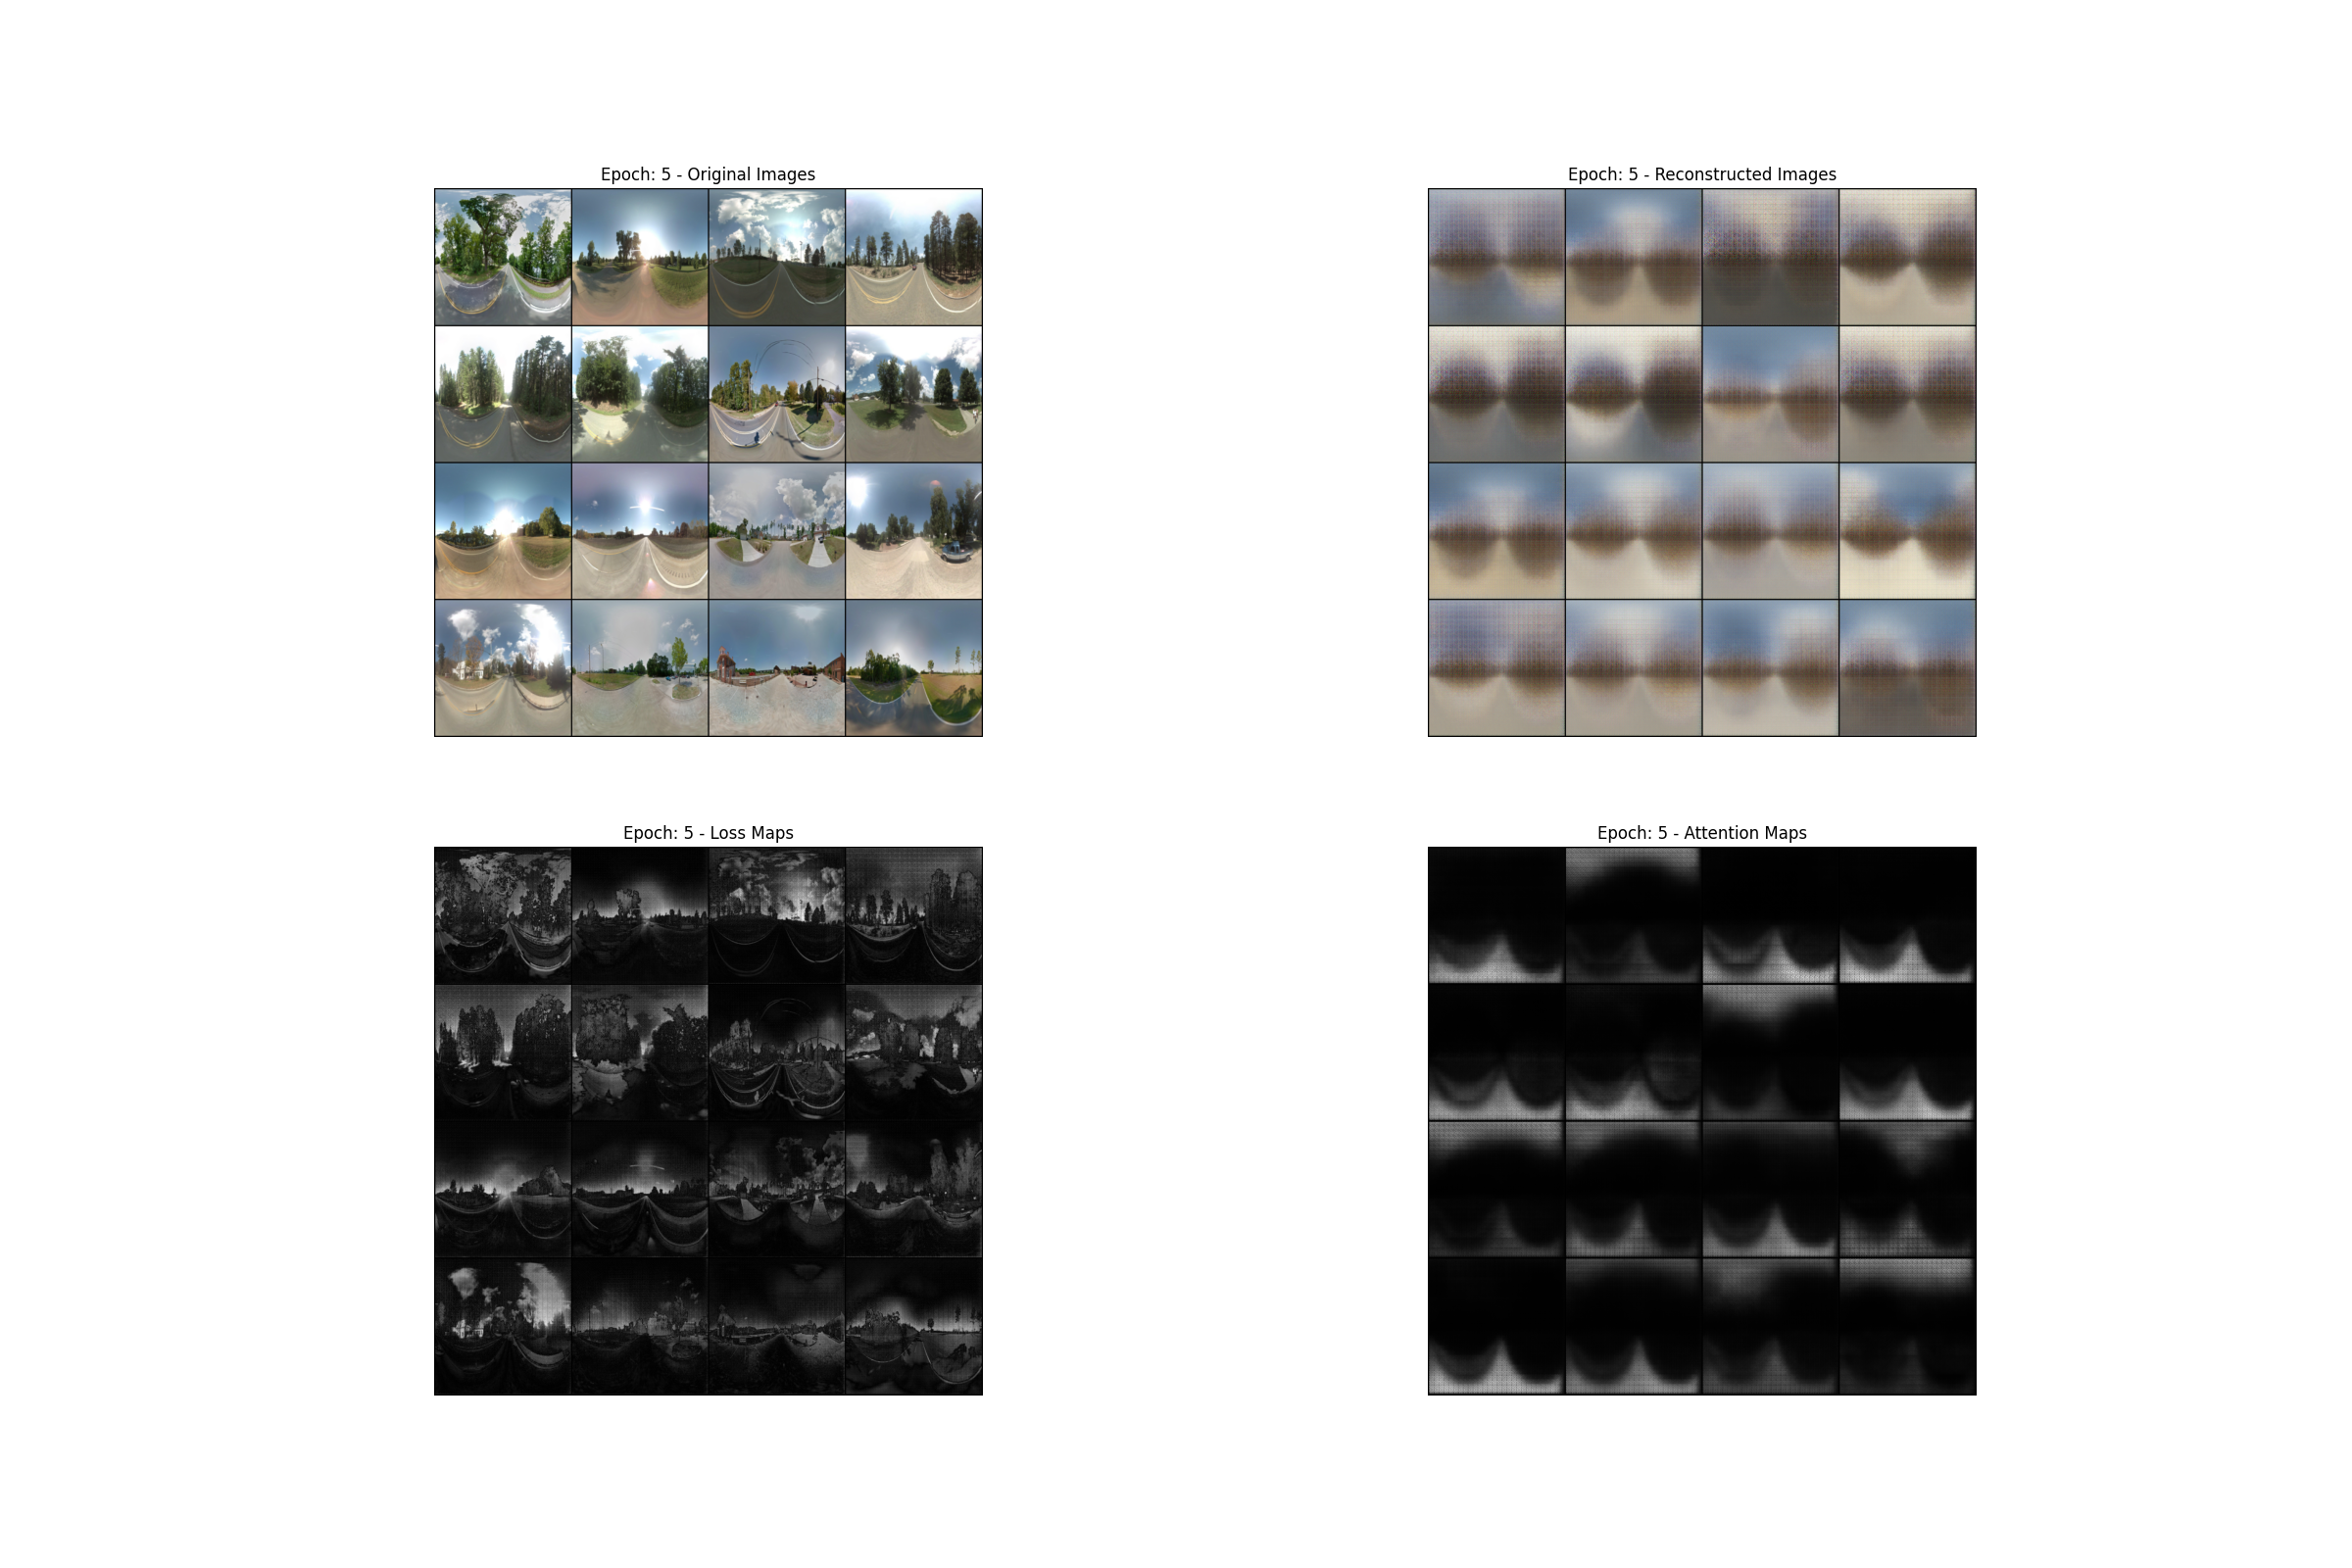 Epoch: 5 - Original Images
Epoch: 5 - Reconstructed Images
Epoch: 5 - Loss Maps
Epoch: 5 - Attention Maps